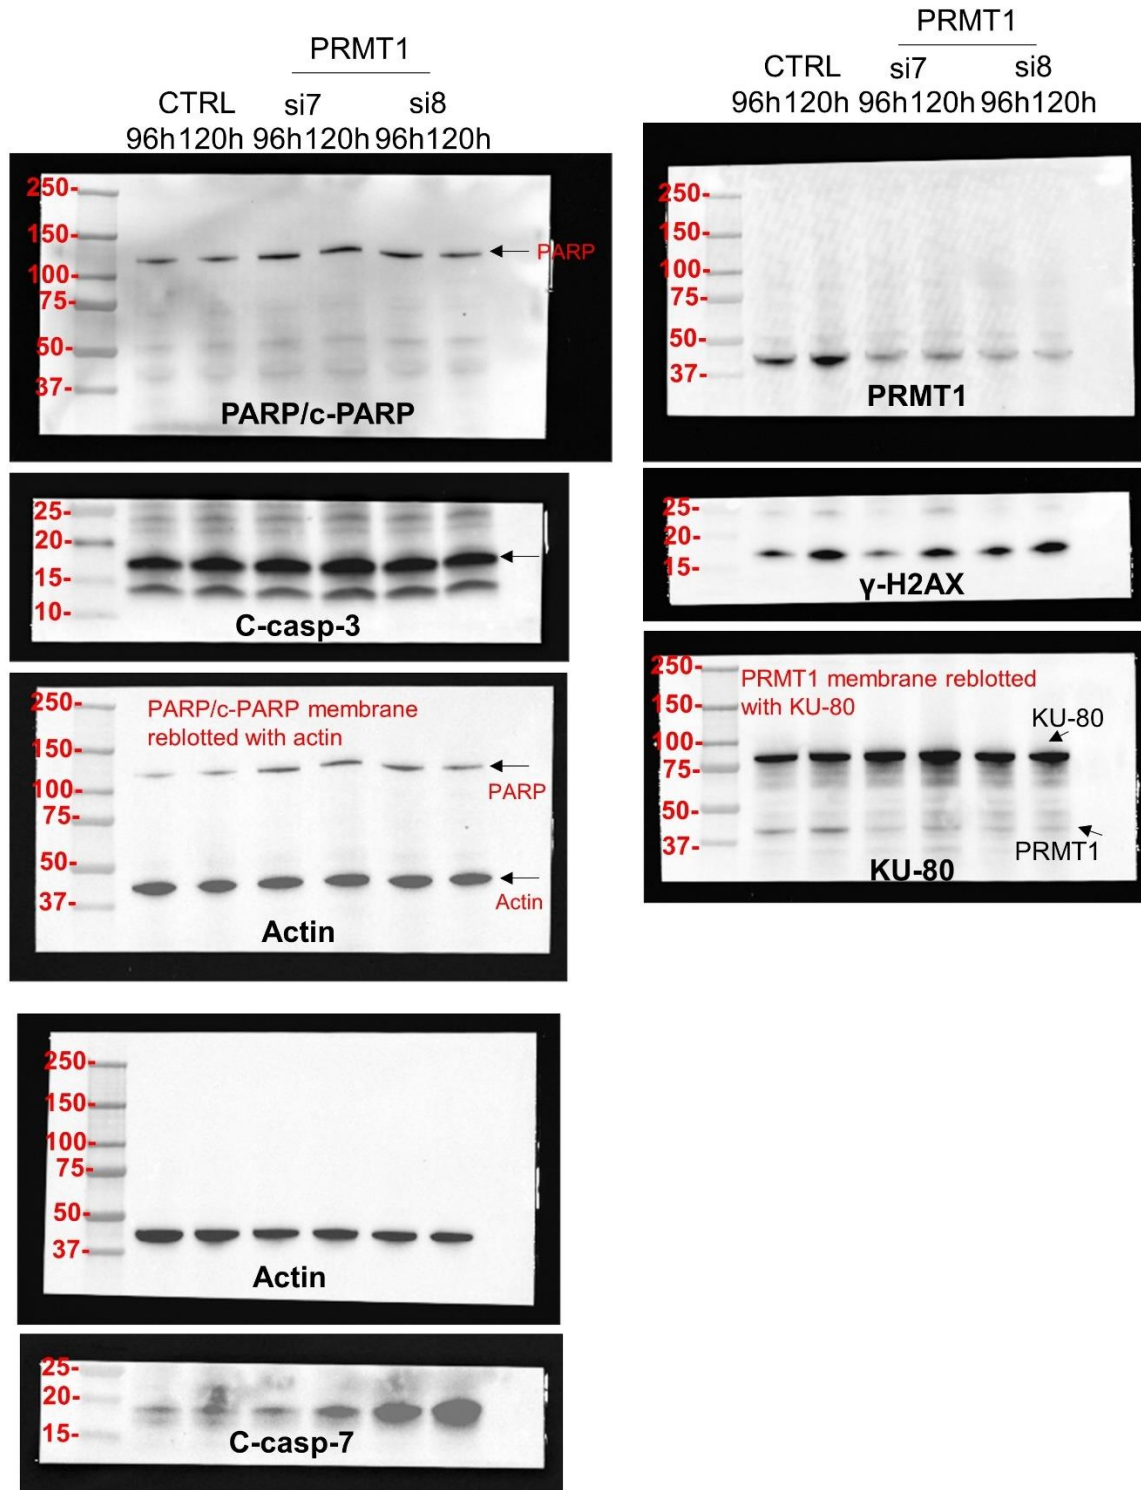 PRMT1
CTRL si7 si8
96h 120h 96h 120h 96h 120h
250-
150-
PARP
100-
75-
50-
37-
PARP/c-PARP
25-
20-
15-
10-
C-casp-3
250-
PARP/c-PARP membrane
reblotted with actin
150-
100-
PARP
75-
50-
37-
Actin
Actin
250-
150-
100-
75-
50-
37-
Actin
25-
20-
15-
C-casp-7
PRMT1
CTRL si7 si8
96h 120h 96h 120h 96h 120h
250-
150-
100-
75-
50-
37-
PRMT1
25-
20-
15-
γ-H2AX
250-
PRMT1 membrane reblotted
with KU-80
150-
KU-80
100-
75-
50-
37-
PRMT1
KU-80